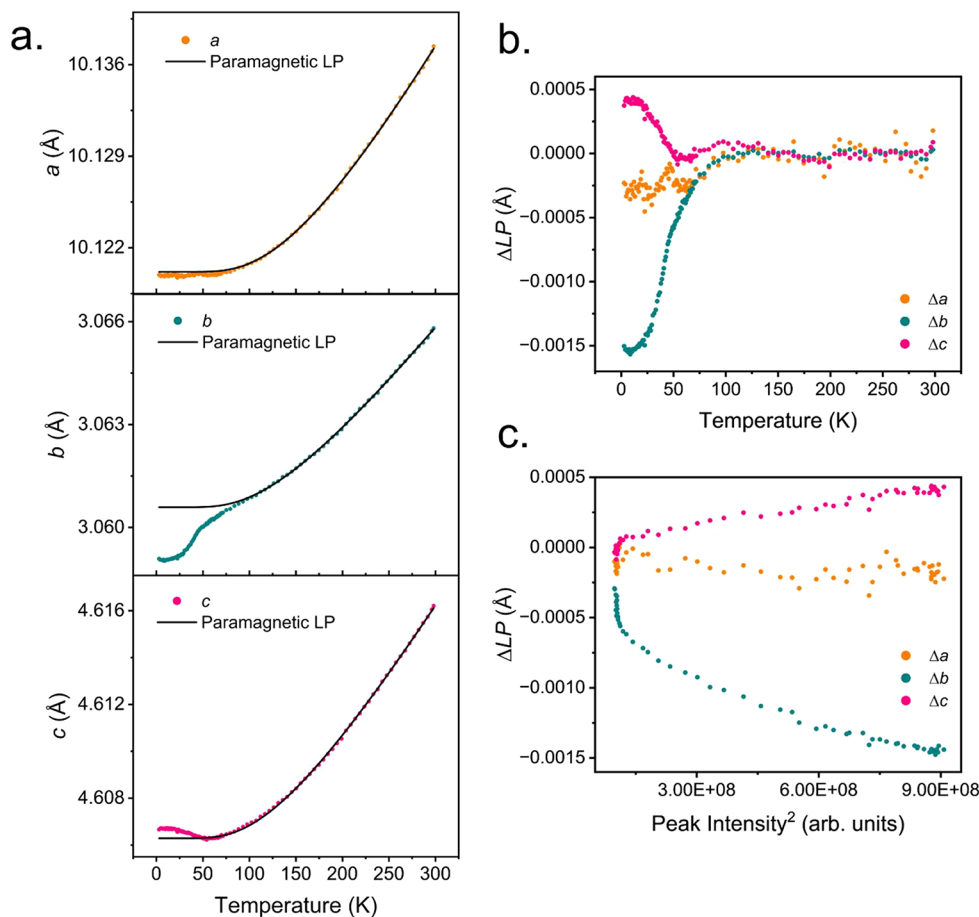 a.
a
Paramagnetic LP
10.136
10.129
10.122
a (Å)
b
Paramagnetic LP
3.066
3.063
3.060
b (Å)
c
Paramagnetic LP
4.616
4.612
4.608
c (Å)
0 50 100 150 200 250 300
Temperature (K)
b.
0.0005
0.0000
−0.0005
−0.0010
−0.0015
ΔLP (Å)
Δa
Δb
Δc
0 50 100 150 200 250 300
Temperature (K)
c.
0.0005
0.0000
−0.0005
−0.0010
−0.0015
ΔLP (Å)
Δa
Δb
Δc
3.00E+08 6.00E+08 9.00E+08
Peak Intensity² (arb. units)